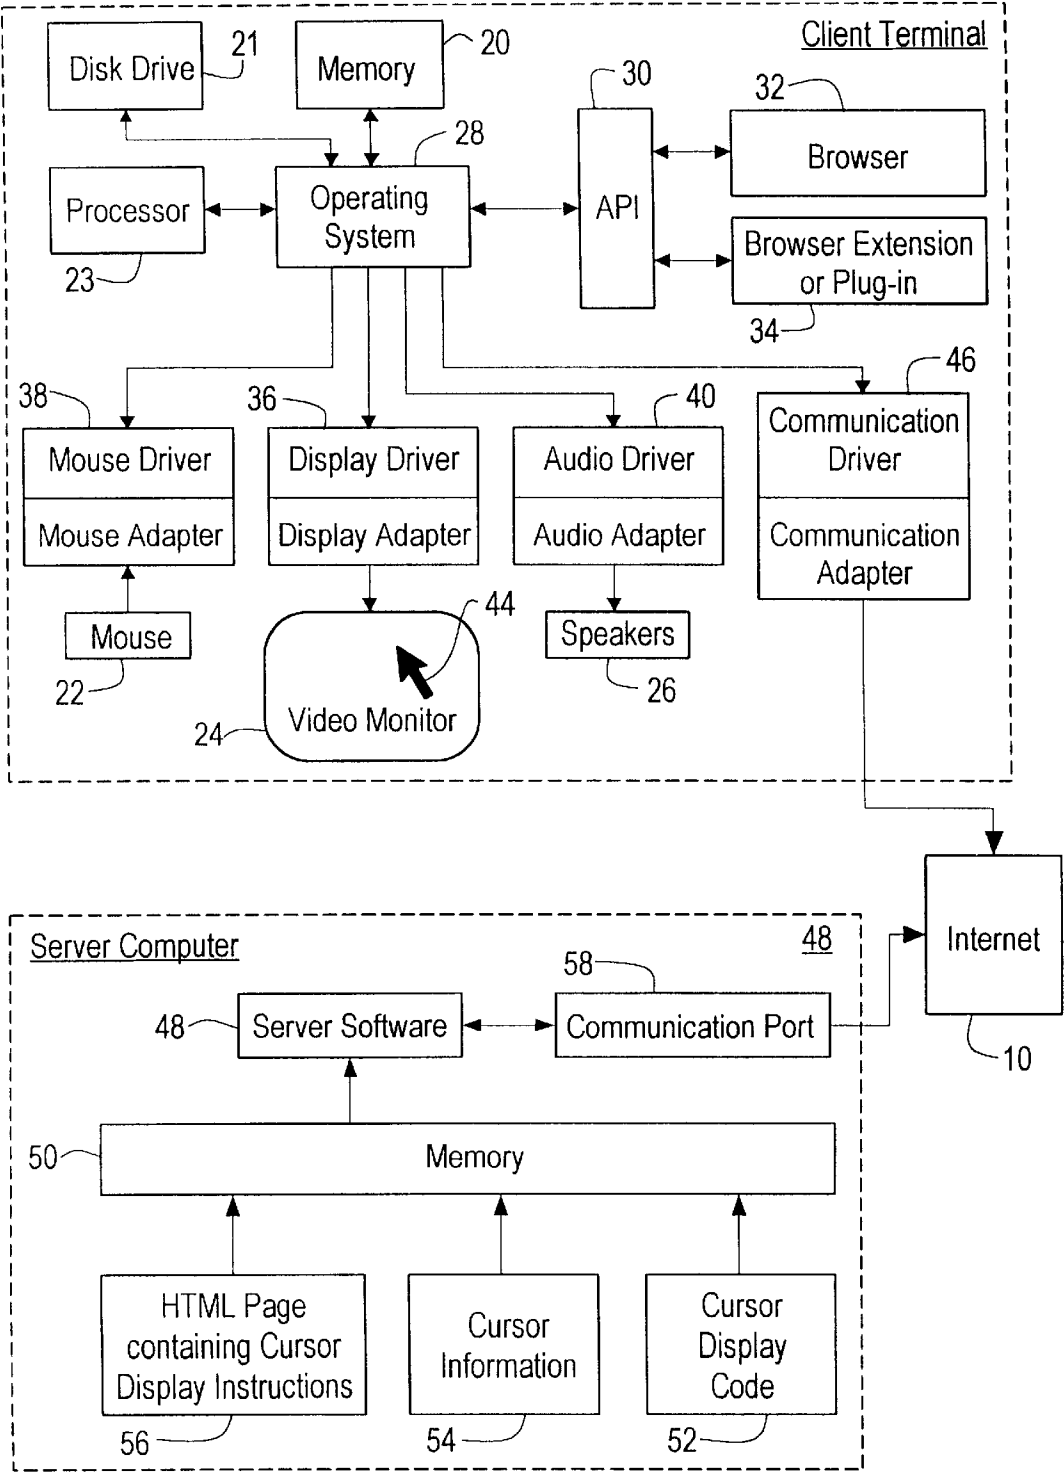 Client Terminal
21
20
Disk Drive
Memory
30
32
28
Browser
Processor
Operating
System
API
Browser Extension
or Plug-in
23
34
46
38
36
40
Communication
Driver
Mouse Driver
Display Driver
Audio Driver
Mouse Adapter
Display Adapter
Audio Adapter
Communication
Adapter
44
Mouse
Speakers
22
26
Video Monitor
24
Internet
10
Server Computer
48
58
48
Server Software
Communication Port
50
Memory
HTML Page
containing Cursor
Display Instructions
Cursor
Information
Cursor
Display
Code
56
54
52